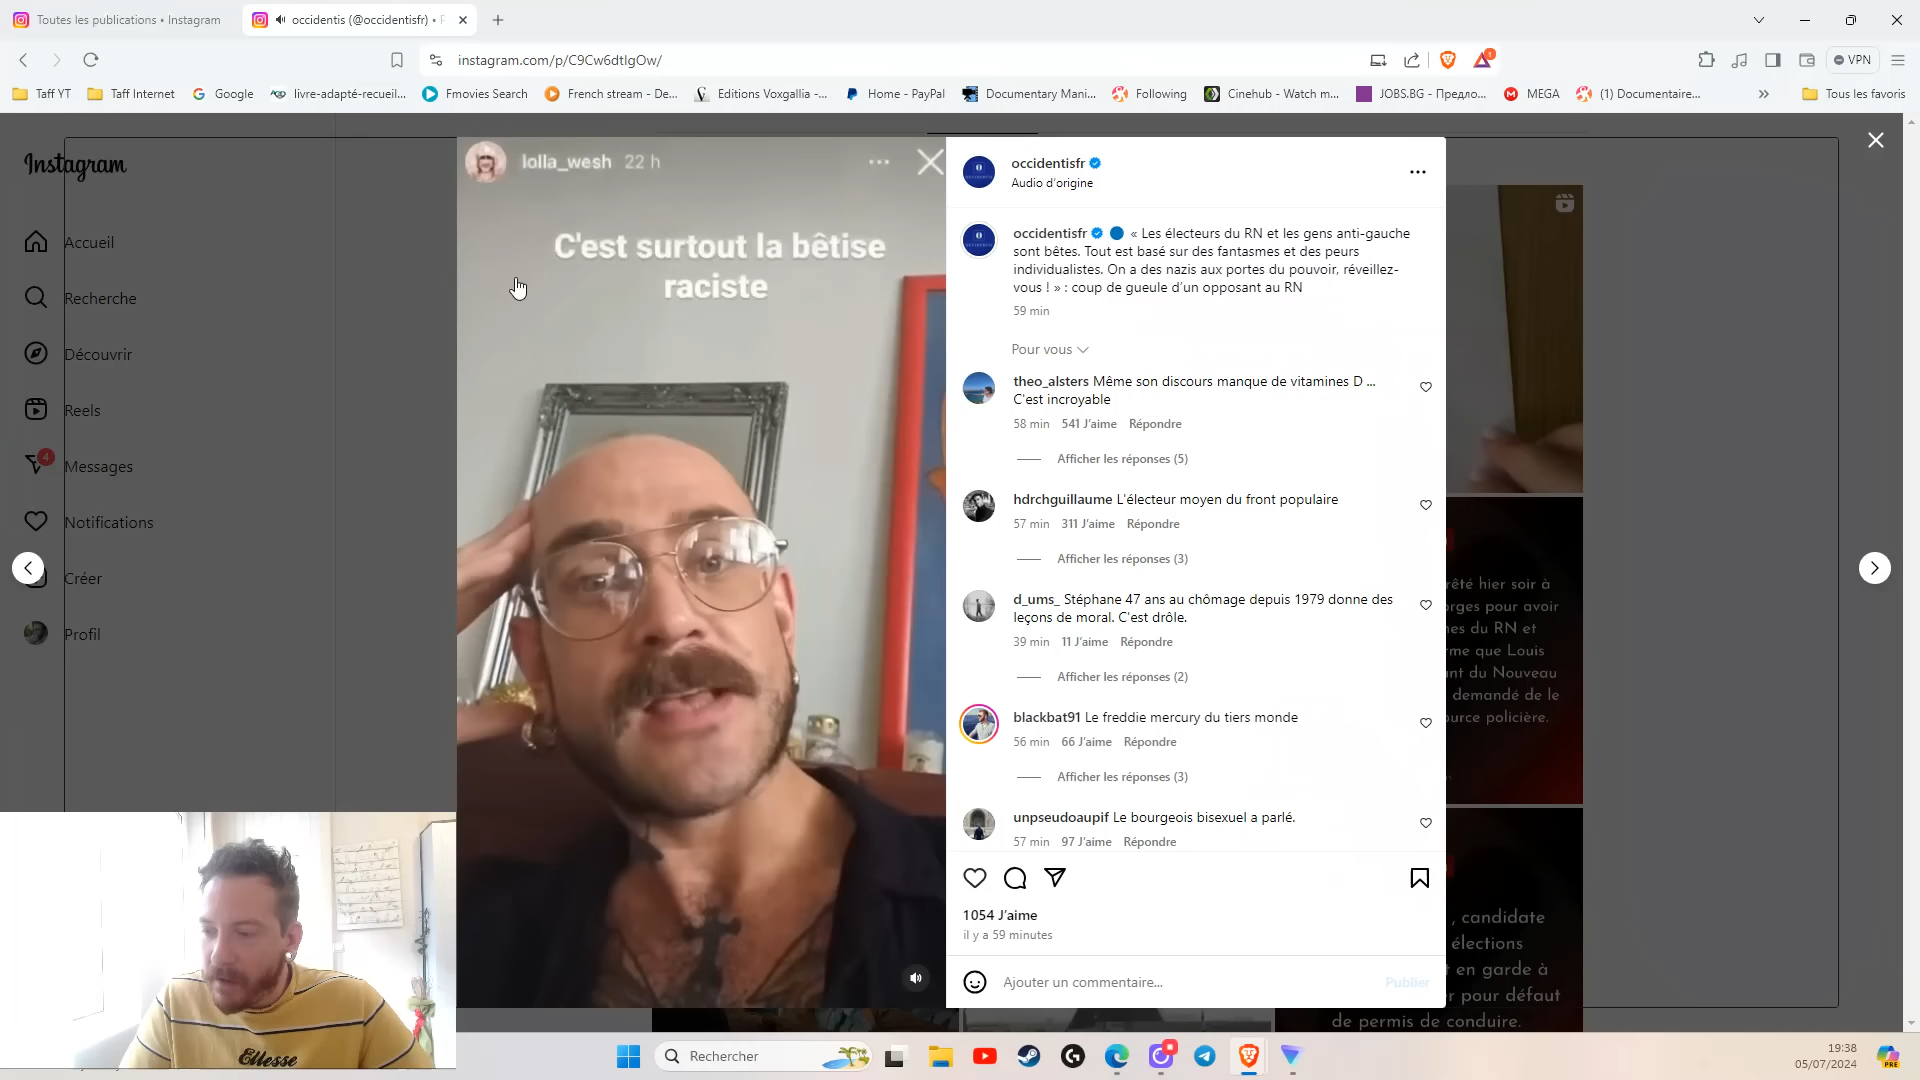 Toutes les publications • Instagram
occidentis (@occidentisfr) •
instagram.com/p/C9Cw6dtIgOw/
1
VPN
Taff YT
Taff Internet
Google
livre-adapté-recueil...
Fmovies Search
French stream - De...
Editions Voxgallia -...
Home - PayPal
Documentary Mani...
Following
Cinehub - Watch m...
JOBS.BG - Предло...
MEGA
(1) Documentaire...
Tous les favoris
Instagram
Accueil
Recherche
Découvrir
Reels
4
Messages
Notifications
Créer
Profil
lolla_wesh 22 h
C'est surtout la bêtise
raciste
occidentisfr
Audio d'origine
occidentisfr 🔵 « Les électeurs du RN et les gens anti-gauche
sont bêtes. Tout est basé sur des fantasmes et des peurs
individualistes. On a des nazis aux portes du pouvoir, réveillez-
vous ! » : coup de gueule d'un opposant au RN
59 min
Pour vous
theo_alsters Même son discours manque de vitamines D ...
C'est incroyable
58 min 541 J'aime Répondre
Afficher les réponses (5)
hdrchguillaume L'électeur moyen du front populaire
57 min 311 J'aime Répondre
Afficher les réponses (3)
d_ums_ Stéphane 47 ans au chômage depuis 1979 donne des
leçons de moral. C'est drôle.
39 min 11 J'aime Répondre
Afficher les réponses (2)
blackbat91 Le freddie mercury du tiers monde
56 min 66 J'aime Répondre
Afficher les réponses (3)
unpseudoaupif Le bourgeois bisexuel a parlé.
57 min 97 J'aime Répondre
1054 J'aime
il y a 59 minutes
Ajouter un commentaire...
Publier
hier soir à
pour avoir
du RN et
que Louis
du Nouveau
demandé de le
policière.
, candidate
élections
en garde à
pour défaut
de permis de conduire.
Ellesse
Rechercher
19:38
05/07/2024
PRE